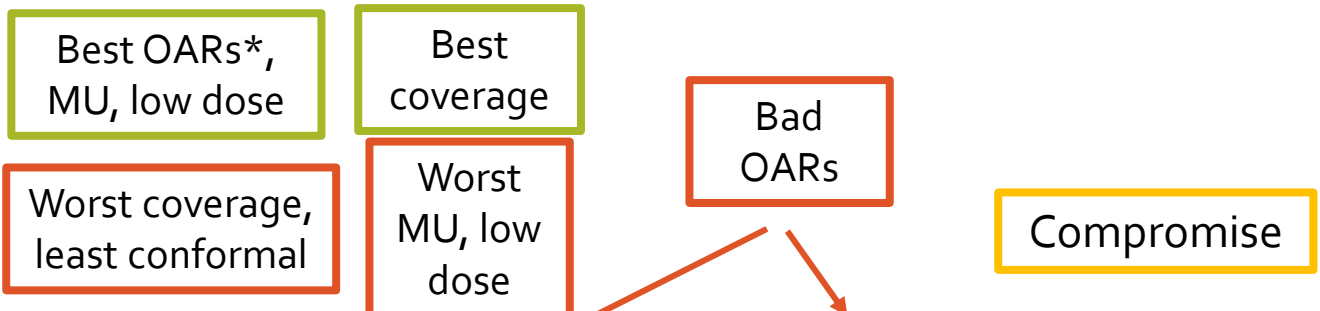 Best OARs*,
MU, low dose
Best
coverage
Bad
OARs
Worst coverage,
least conformal
Worst
MU, low
dose
Compromise